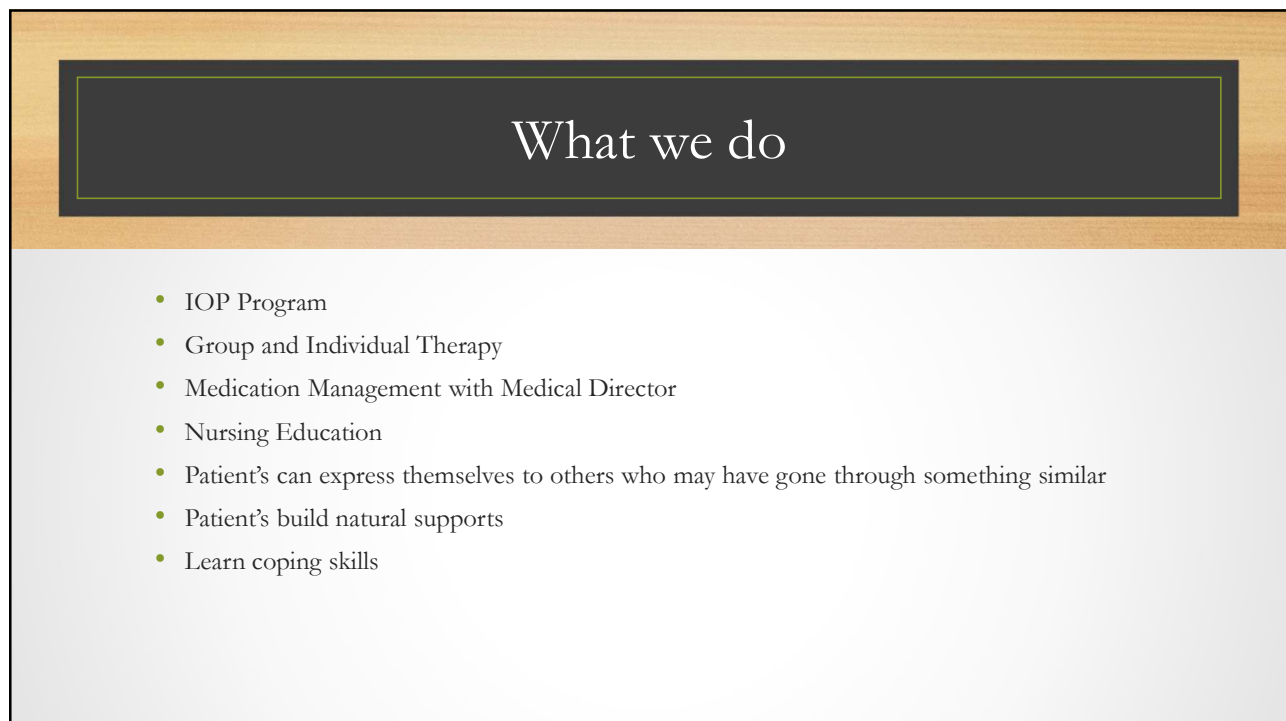 What we do
• IOP Program
• Group and Individual Therapy
• Medication Management with Medical Director
• Nursing Education
• Patient’s can express themselves to others who may have gone through something similar
• Patient’s build natural supports
• Learn coping skills